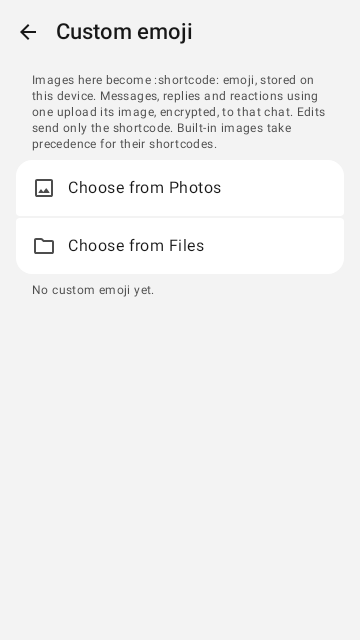 Custom emoji
Images here become :shortcode: emoji, stored on
this device. Messages, replies and reactions using
one upload its image, encrypted, to that chat. Edits
send only the shortcode. Built-in images take
precedence for their shortcodes.
Choose from Photos
Choose from Files
No custom emoji yet.